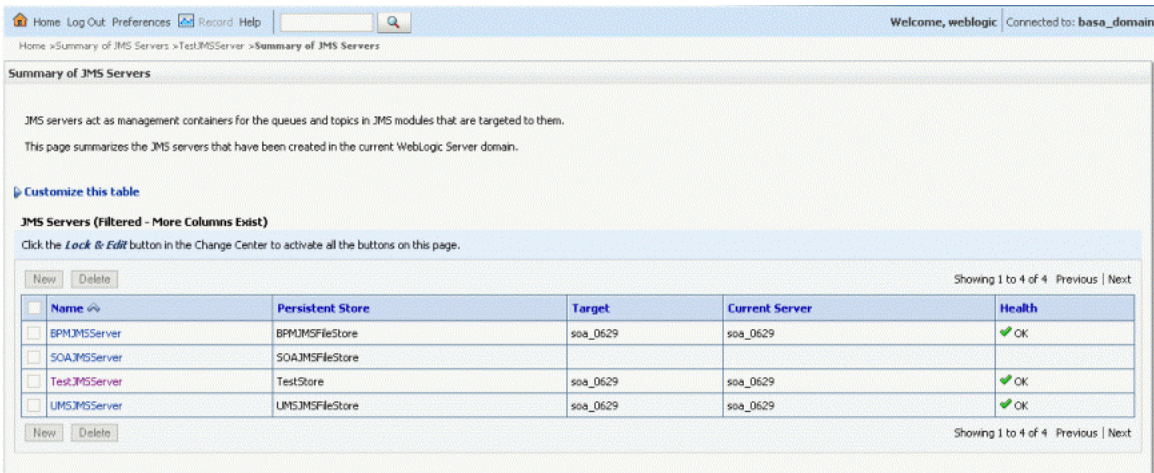 Home Log Out Preferences Record Help
Welcome, weblogic Connected to: basa_domain
Home >Summary of JMS Servers >TestJMSServer >Summary of JMS Servers
Summary of JMS Servers
JMS servers act as management containers for the queues and topics in JMS modules that are targeted to them.
This page summarizes the JMS servers that have been created in the current WebLogic Server domain.
Customize this table
JMS Servers (Filtered - More Columns Exist)
Click the Lock & Edit button in the Change Center to activate all the buttons on this page.
New Delete Showing 1 to 4 of 4 Previous | Next
Name Persistent Store Target Current Server Health
BPMJMSServer BPMJMSFileStore soa_0629 soa_0629 OK
SOAJMSServer SOAJMSFileStore
TestJMSServer TestStore soa_0629 soa_0629 OK
UMSJMSServer UMSJMSFileStore soa_0629 soa_0629 OK
New Delete Showing 1 to 4 of 4 Previous | Next